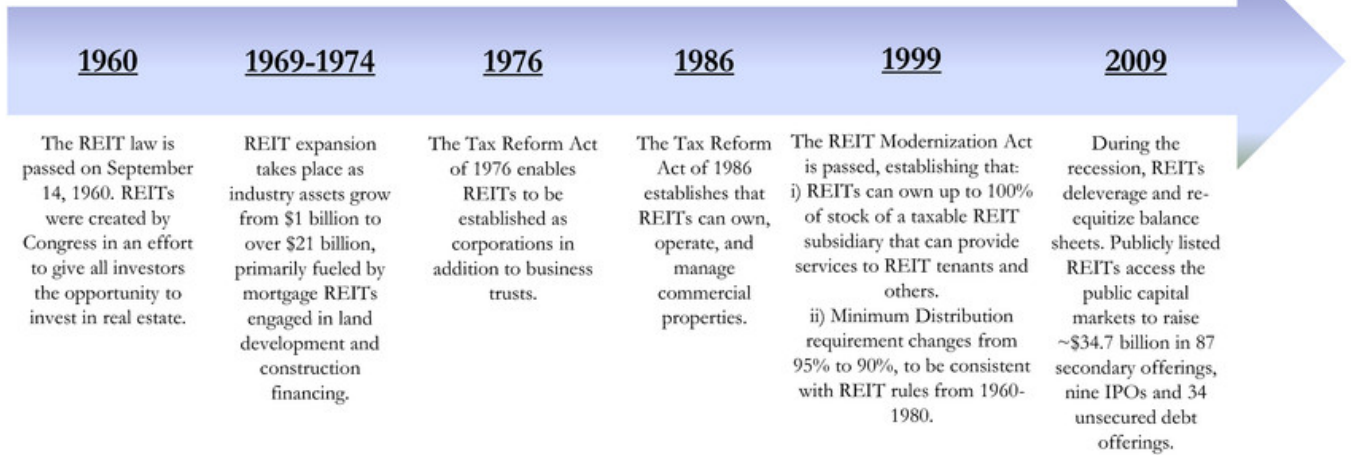 1960
The REIT law is
passed on September
14, 1960. REITs
were created by
Congress in an effort
to give all investors
the opportunity to
invest in real estate.
1969-1974
REIT expansion
takes place as
industry assets grow
from $1 billion to
over $21 billion,
primarily fueled by
mortgage REITs
engaged in land
development and
construction
financing.
1976
The Tax Reform Act
of 1976 enables
REITs to be
established as
corporations in
addition to business
trusts.
1986
The Tax Reform
Act of 1986
establishes that
REITs can own,
operate, and
manage
commercial
properties.
1999
The REIT Modernization Act
is passed, establishing that:
i) REITs can own up to 100%
of stock of a taxable REIT
subsidiary that can provide
services to REIT tenants and
others.
ii) Minimum Distribution
requirement changes from
95% to 90%, to be consistent
with REIT rules from 1960-
1980.
2009
During the
recession, REITs
deleverage and re-
equitize balance
sheets. Publicly listed
REITs access the
public capital
markets to raise
~$34.7 billion in 87
secondary offerings,
nine IPOs and 34
unsecured debt
offerings.